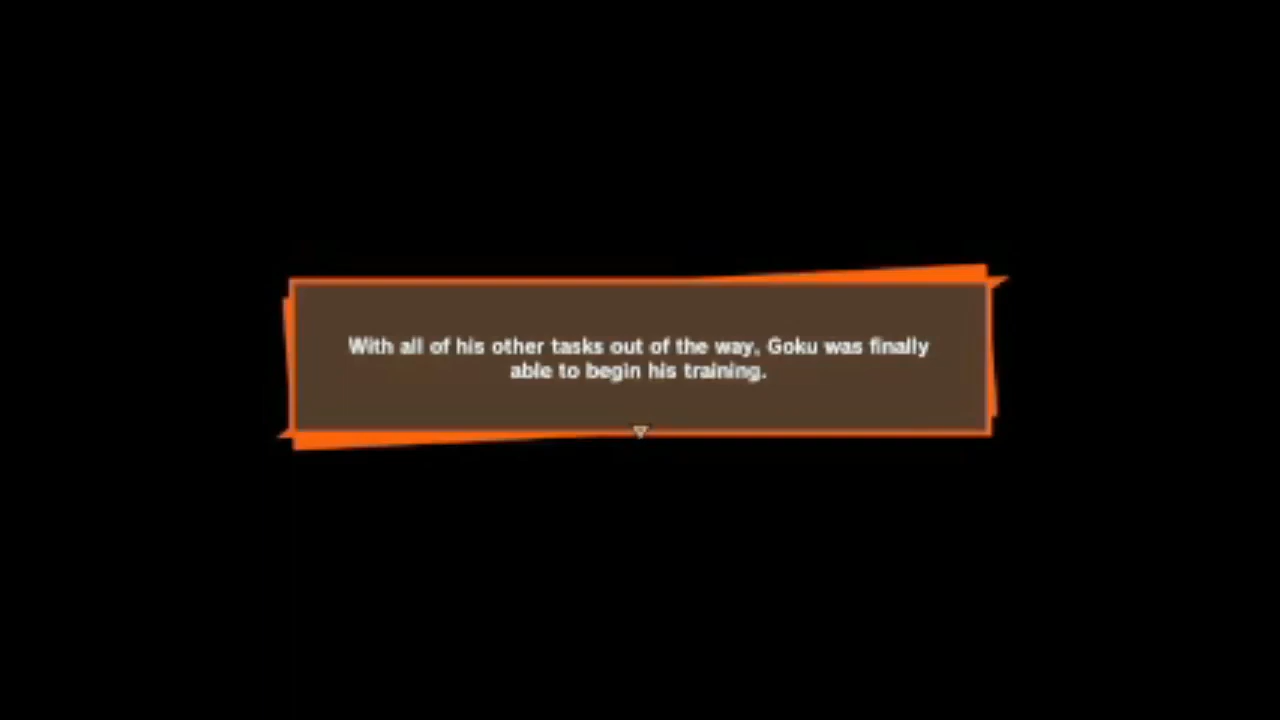 With all of his other tasks out of the way, Goku was finally
able to begin his training.